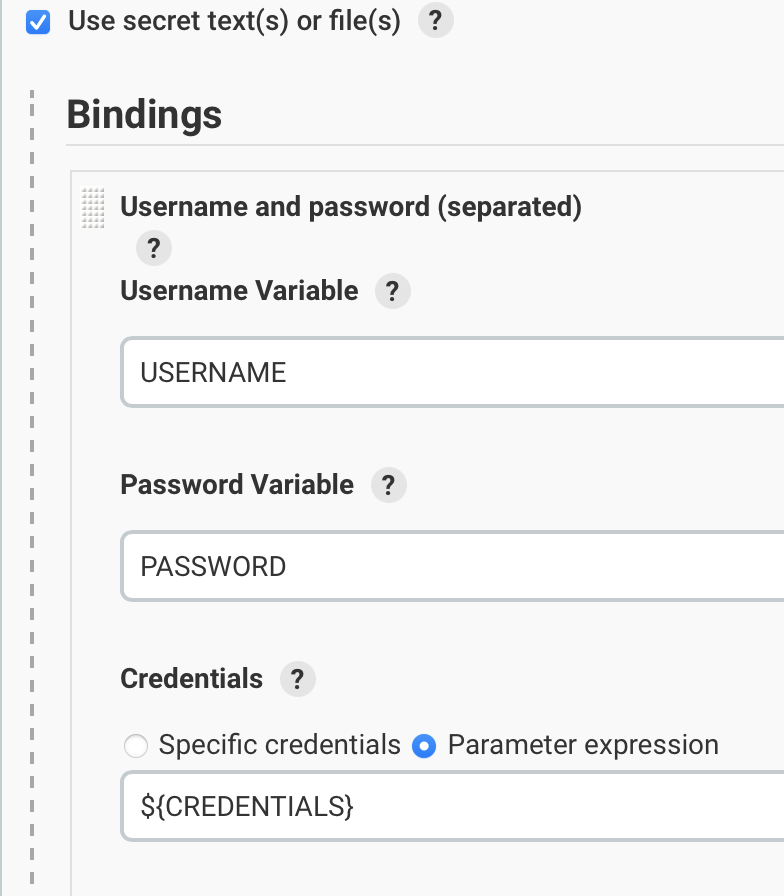 Use secret text(s) or file(s) ?
Bindings
Username and password (separated)
?
Username Variable ?
USERNAME
Password Variable ?
PASSWORD
Credentials ?
Specific credentials Parameter expression
${CREDENTIALS}